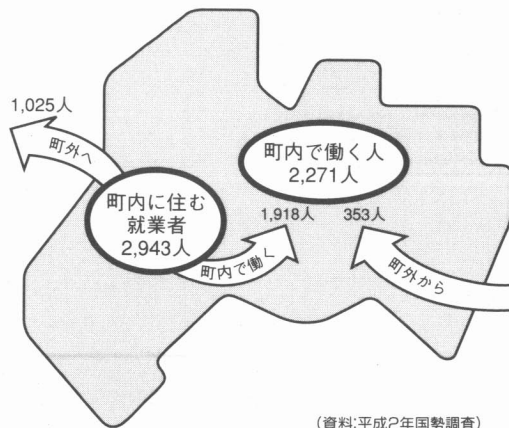 1,025人
町外へ
町内に住む
就業者
2,943人
町内で働く
町内で働く人
2,271人
1,918人 353人
町外から
(資料:平成2年国勢調査)